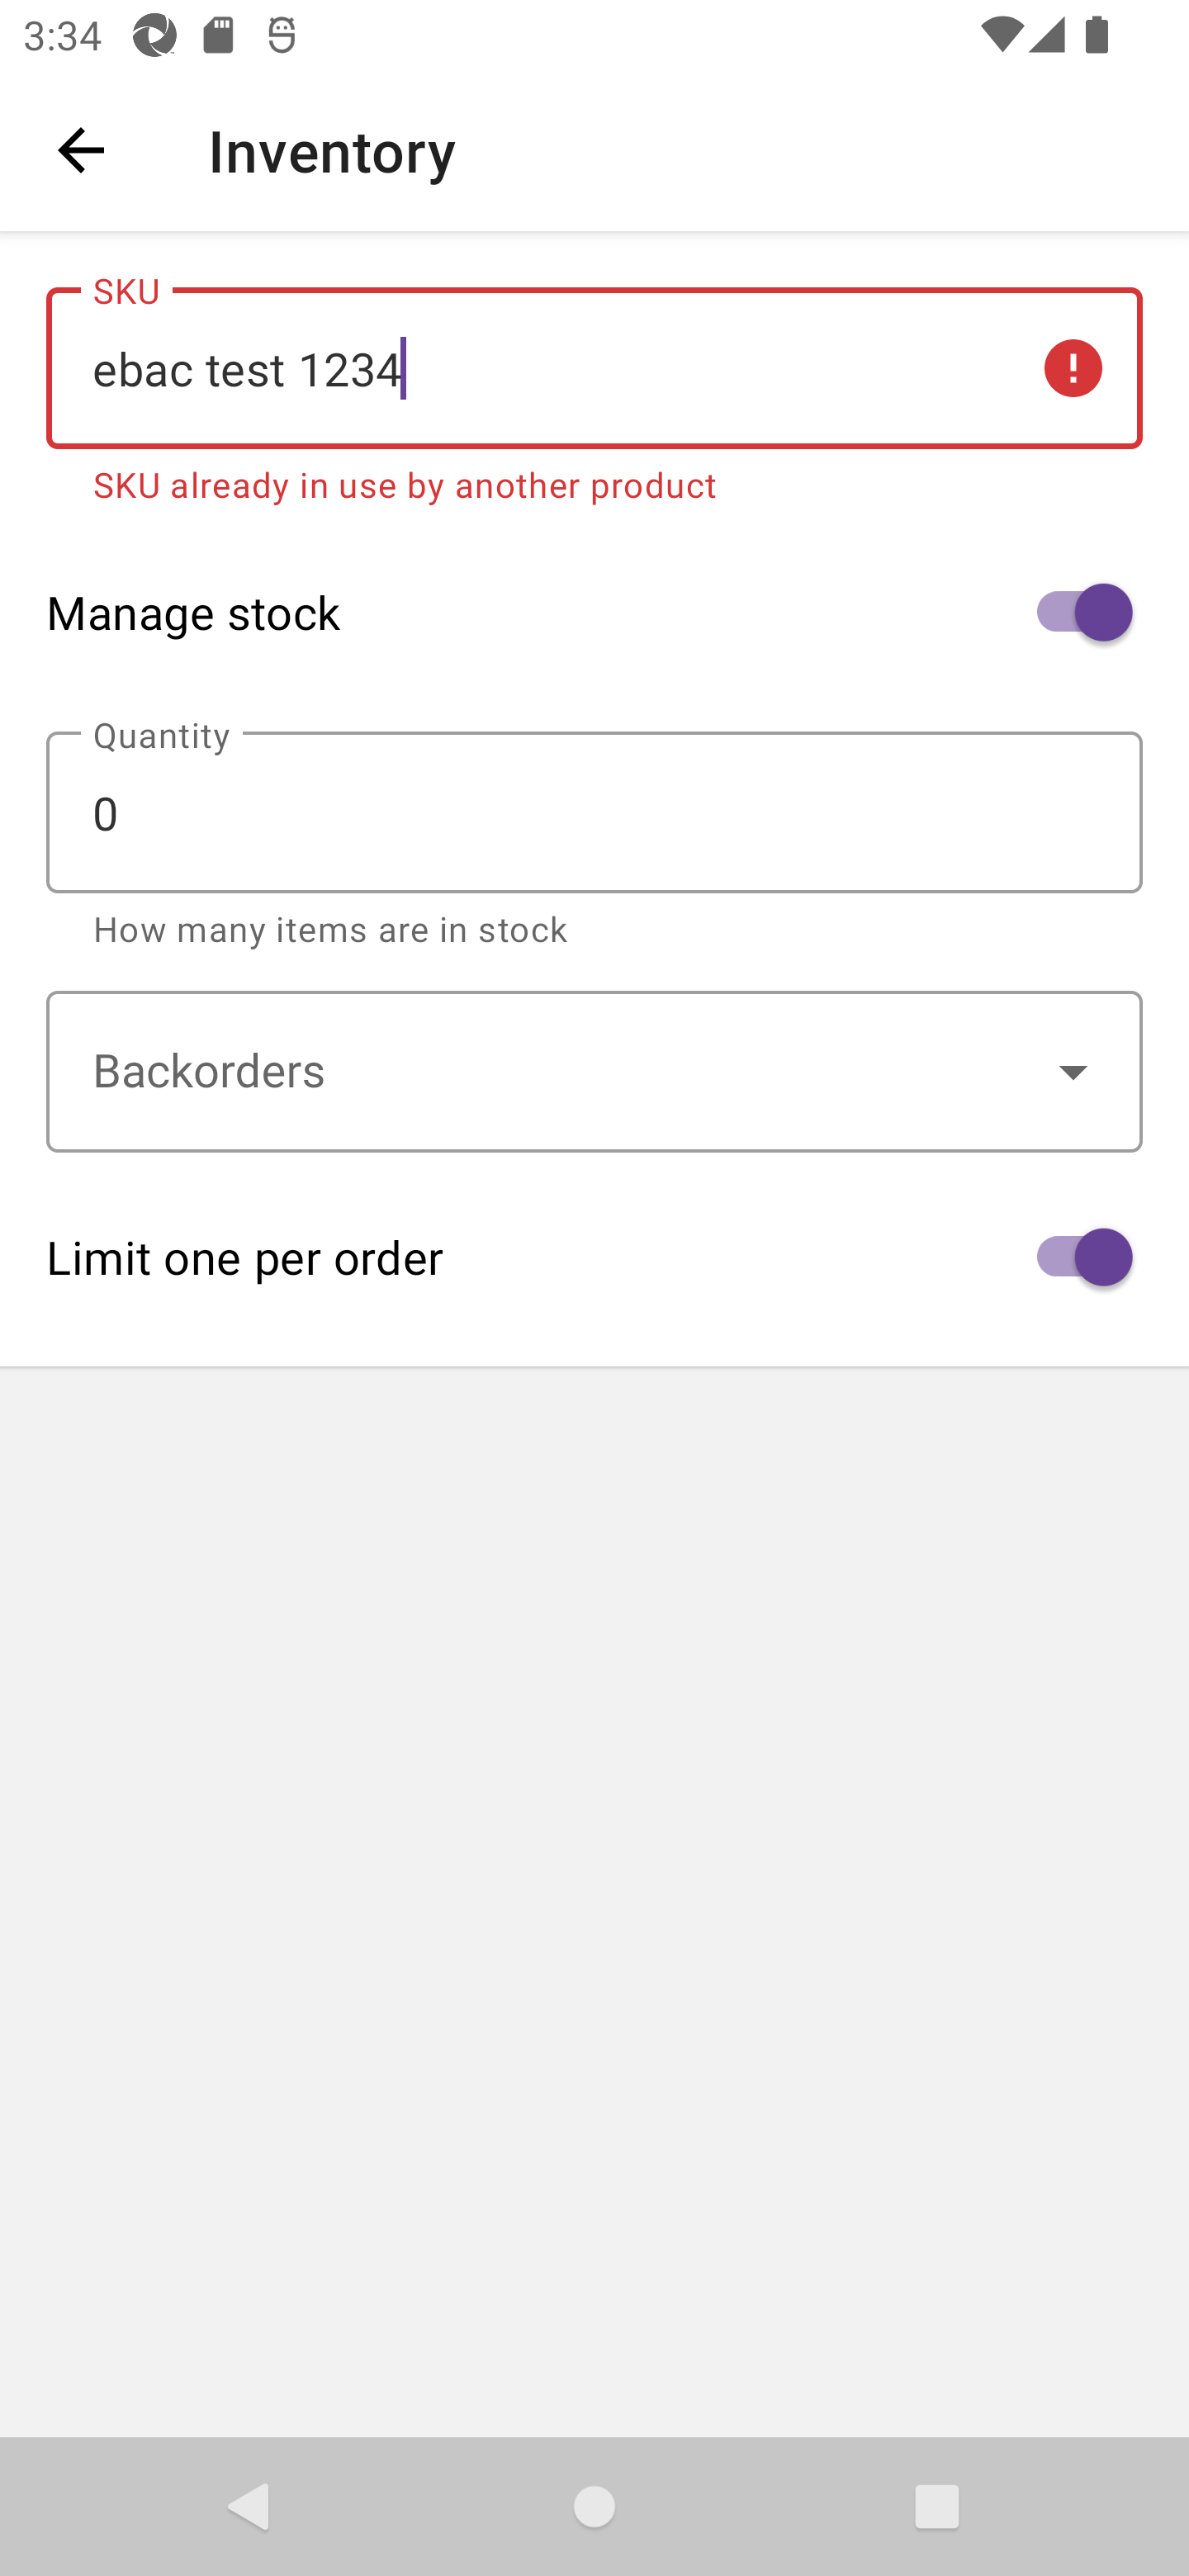 3:34
Inventory
SKU
ebac test 1234
SKU already in use by another product
Manage stock
Quantity
0
How many items are in stock
Backorders
Limit one per order